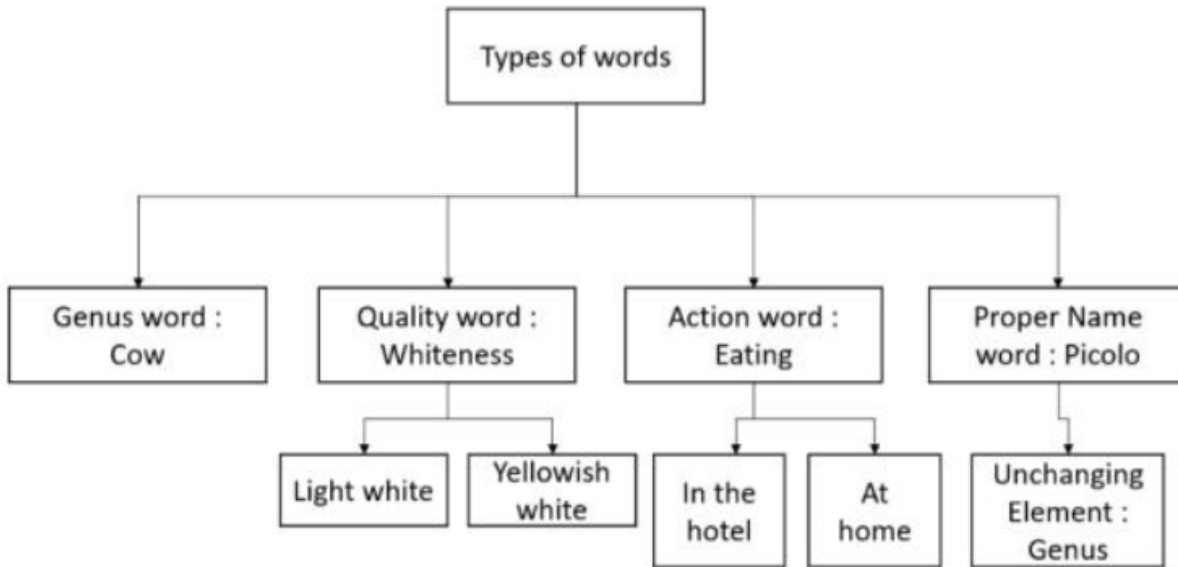 Types of words
Genus word :
Cow
Quality word :
Whiteness
Action word :
Eating
Proper Name
word : Picolo
Light white
Yellowish
white
In the
hotel
At
home
Unchanging
Element :
Genus